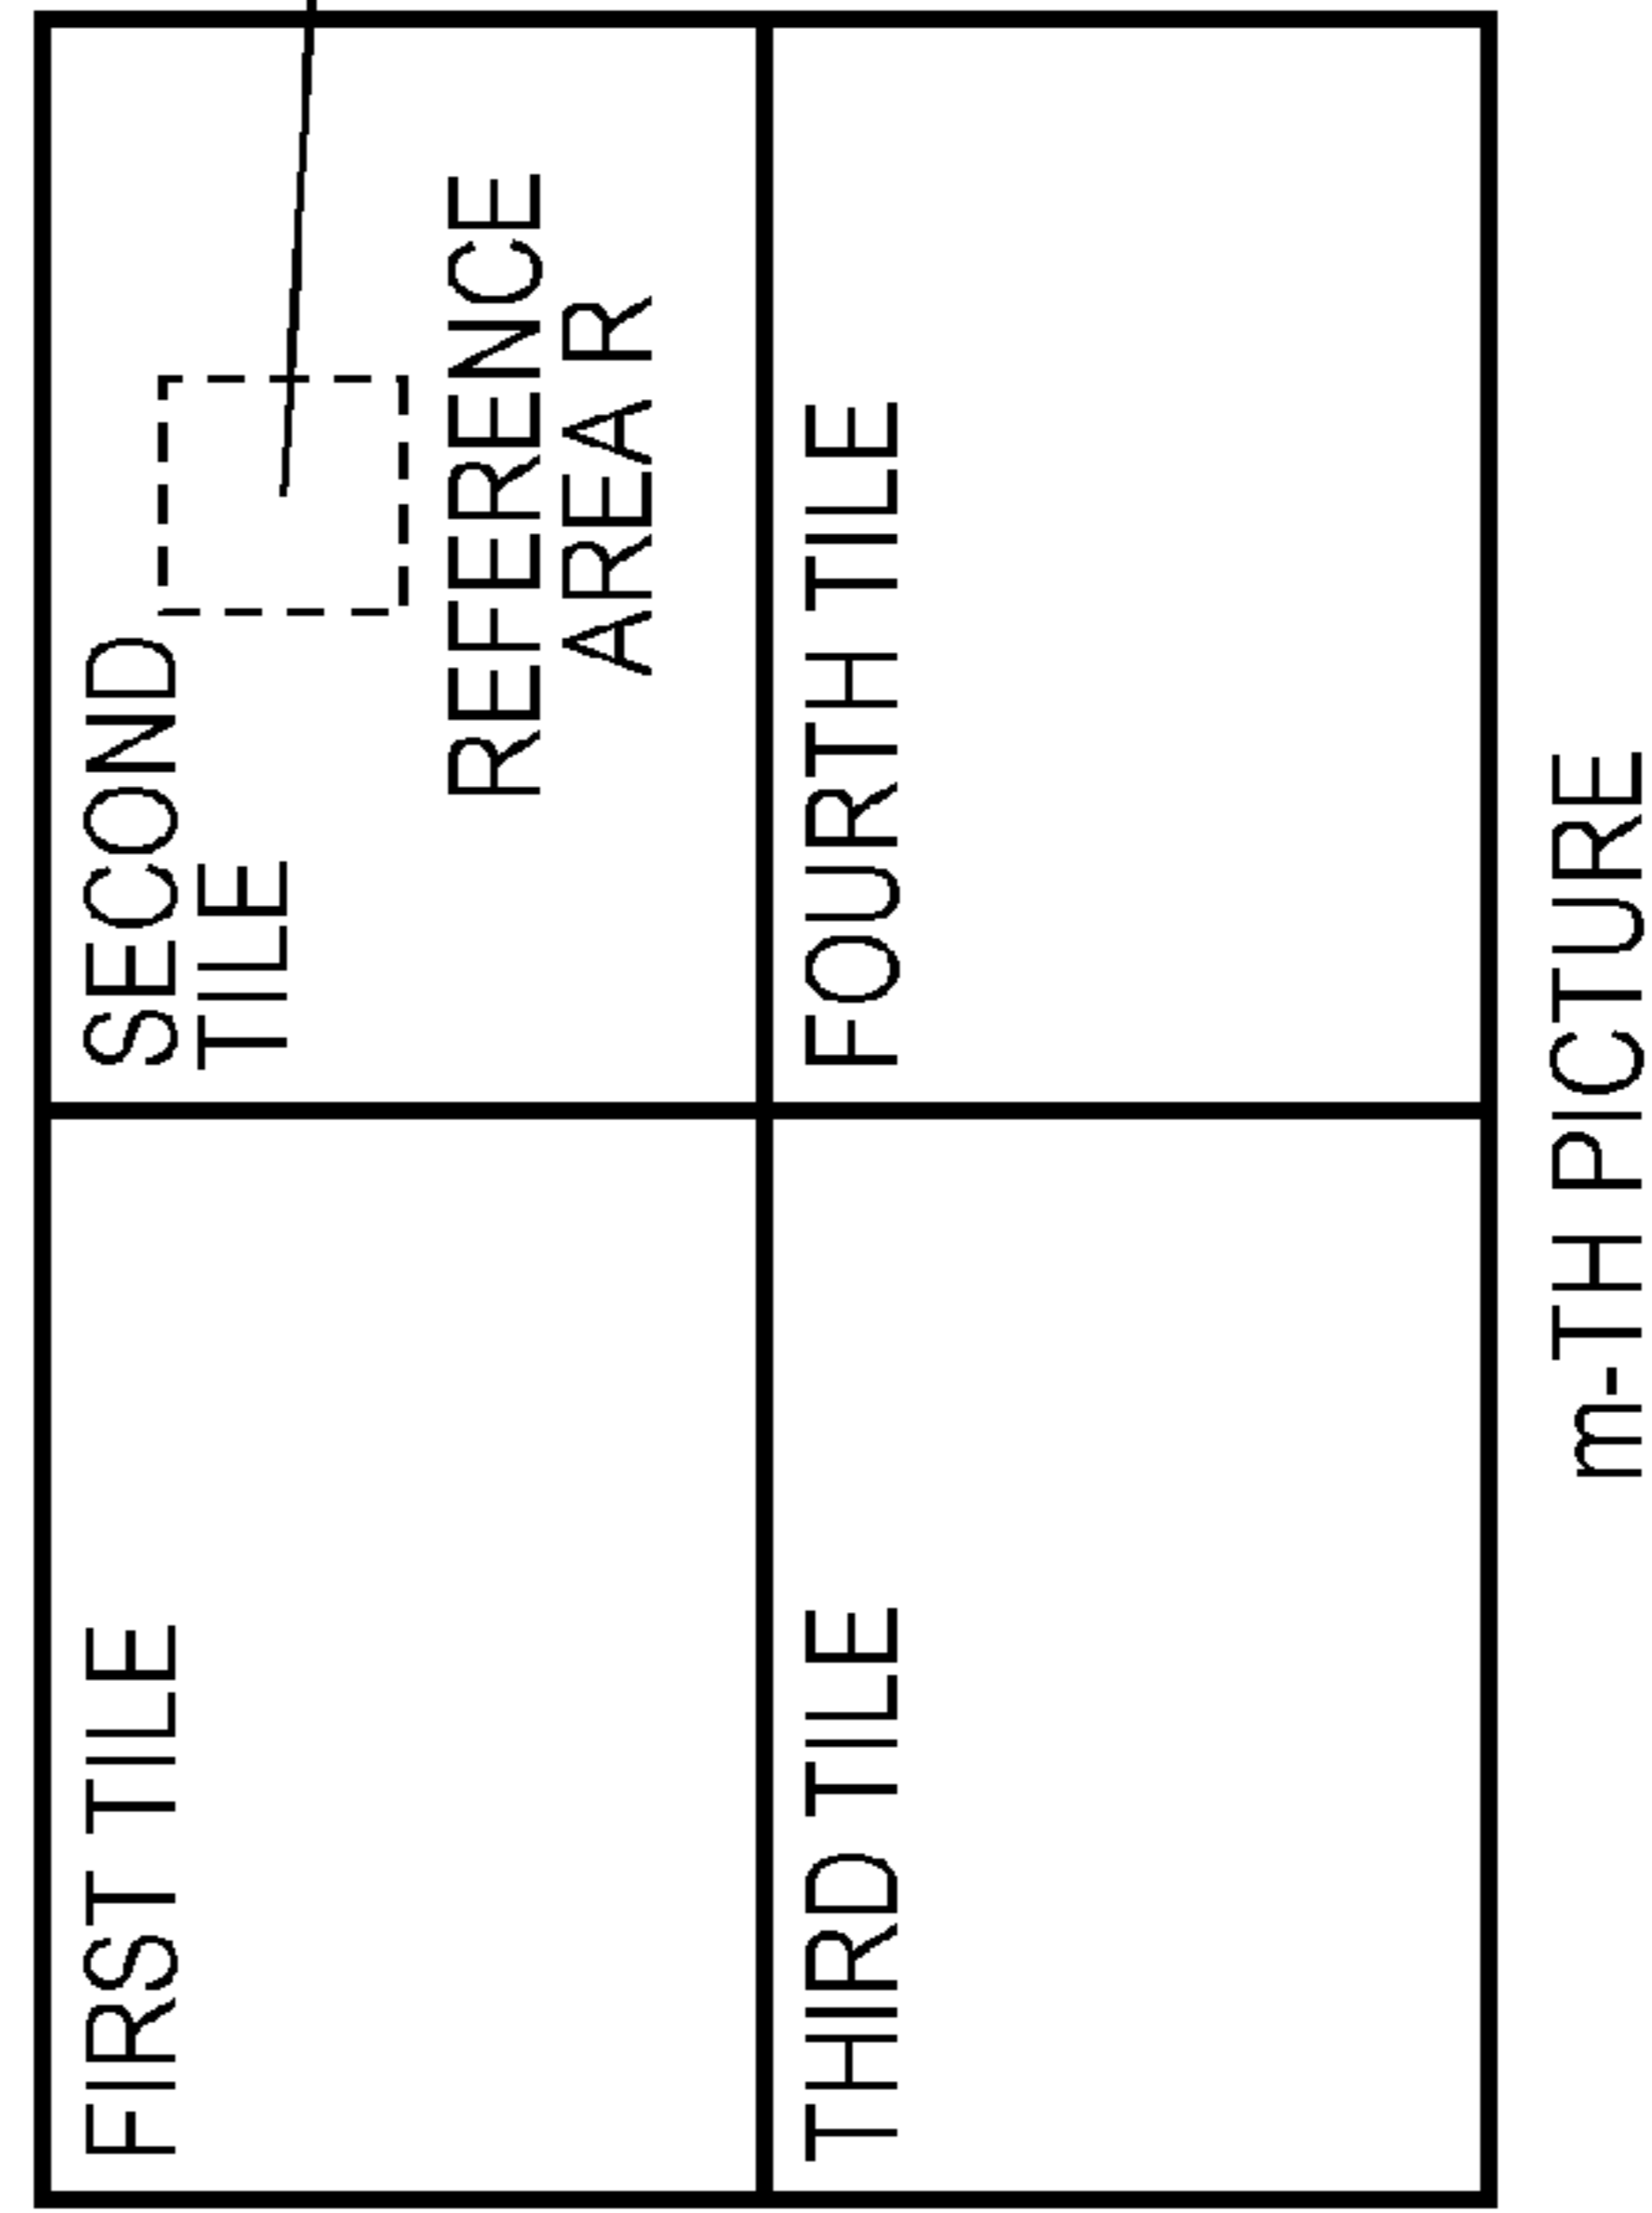 FIRST TILE
SECOND
TILE
REFERENCE
AREA R
THIRD TILE
FOURTH TILE
m-TH PICTURE